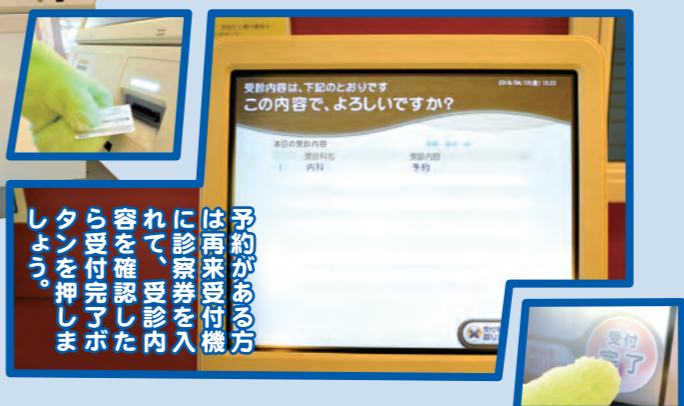 受診内容は、下記のとおりです
この内容で、よろしいですか?
本日の受診内容
受診科名 受診内容
1 内科 予約
予約がある方
は再来受付機
に診察券を入
れて、受診内
容を確認した
ら受付完了ボ
タンを押しま
しょう。
受付
完了